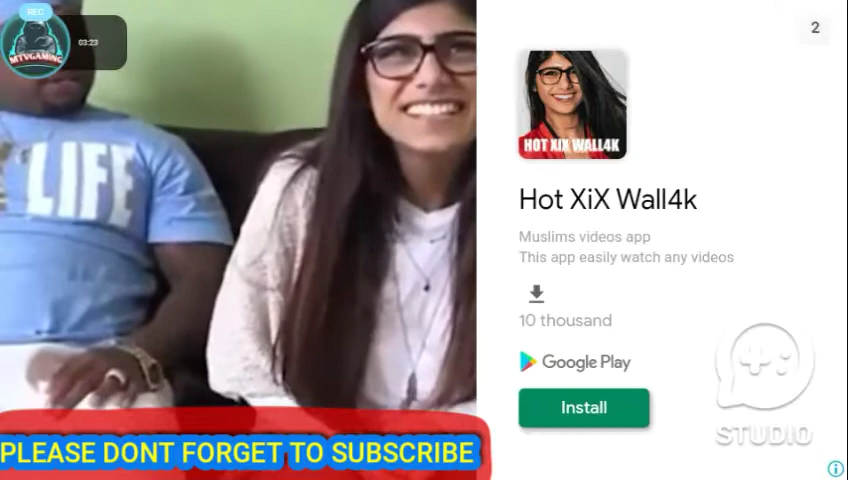 REC
MTVGAMING
03:23
LIFE
PLEASE DONT FORGET TO SUBSCRIBE
2
HOT XIX WALL4K
Hot XiX Wall4k
Muslims videos app
This app easily watch any videos
10 thousand
Google Play
Install
STUDIO